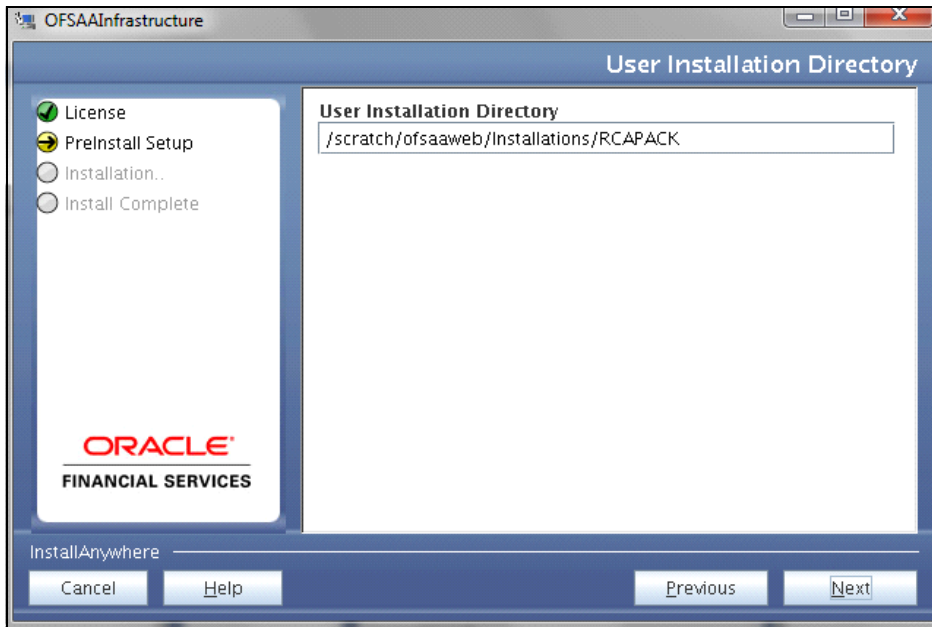 OFSAAInfrastructure
User Installation Directory
License
PreInstall Setup
Installation..
Install Complete
User Installation Directory
/scratch/ofsaaweb/Installations/RCAPACK
ORACLE
FINANCIAL SERVICES
InstallAnywhere
Cancel
Help
Previous
Next